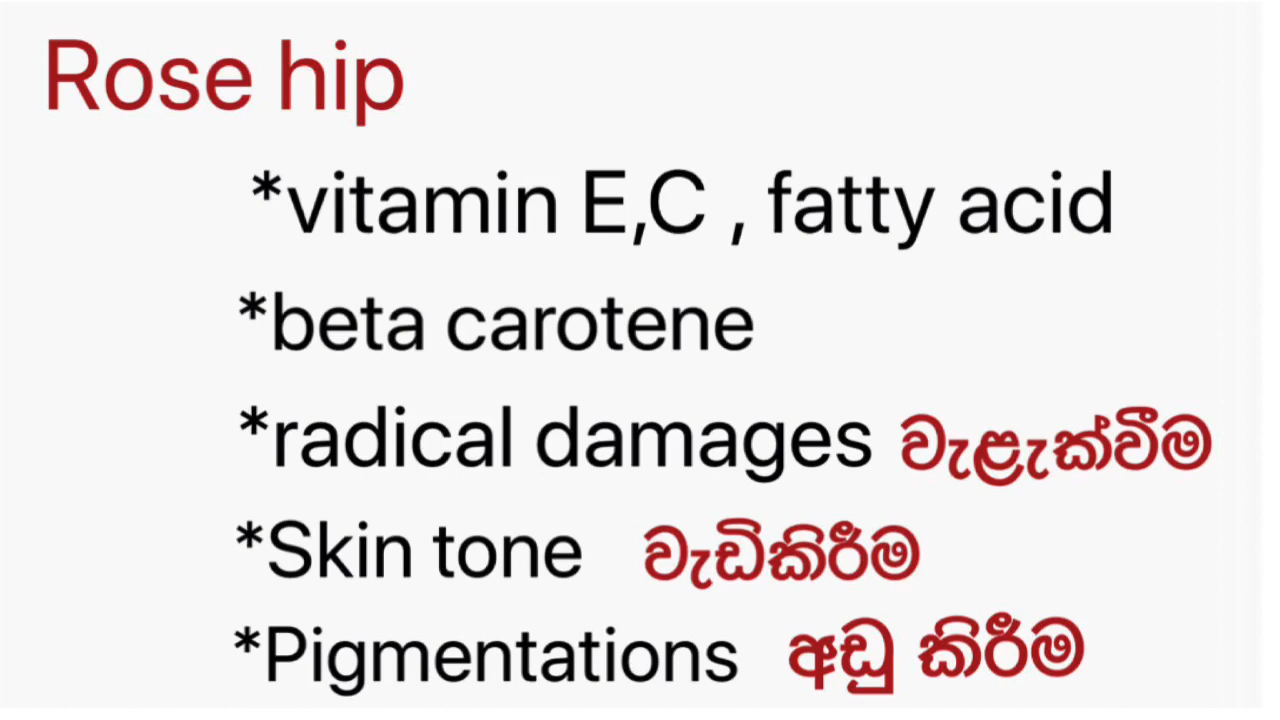 Rose hip
*vitamin E,C , fatty acid
*beta carotene
*radical damages වැළැක්වීම
*Skin tone වැඩිකිරීම
*Pigmentations අඩු කිරීම